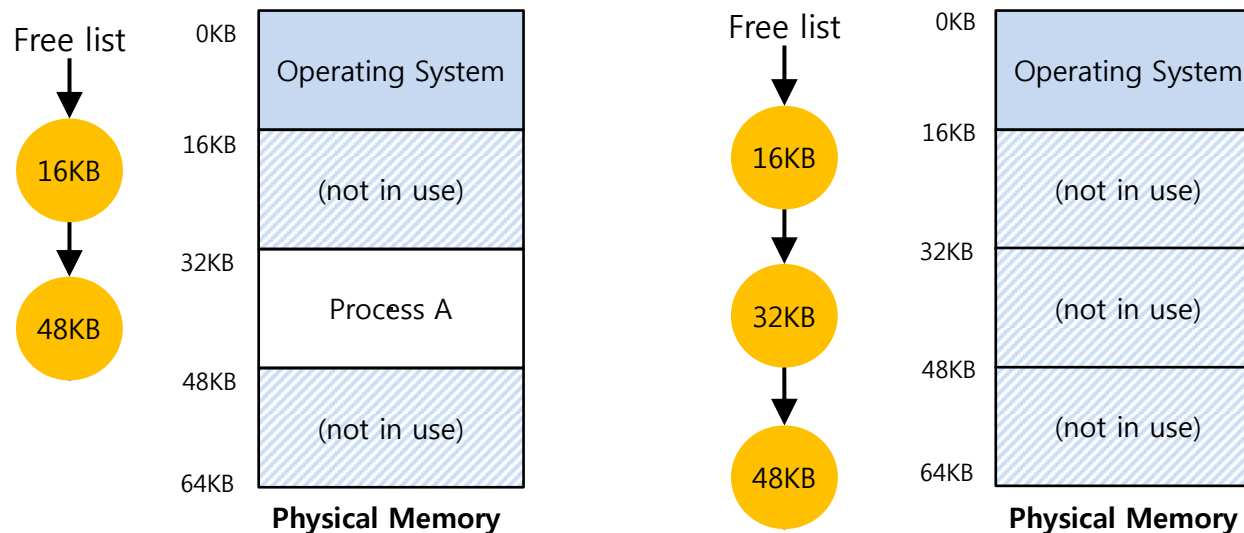 Free list
16KB
48KB
0KB
Operating System
16KB
(not in use)
32KB
Process A
48KB
(not in use)
64KB
Physical Memory
Free list
16KB
32KB
48KB
0KB
Operating System
16KB
(not in use)
32KB
(not in use)
48KB
(not in use)
64KB
Physical Memory